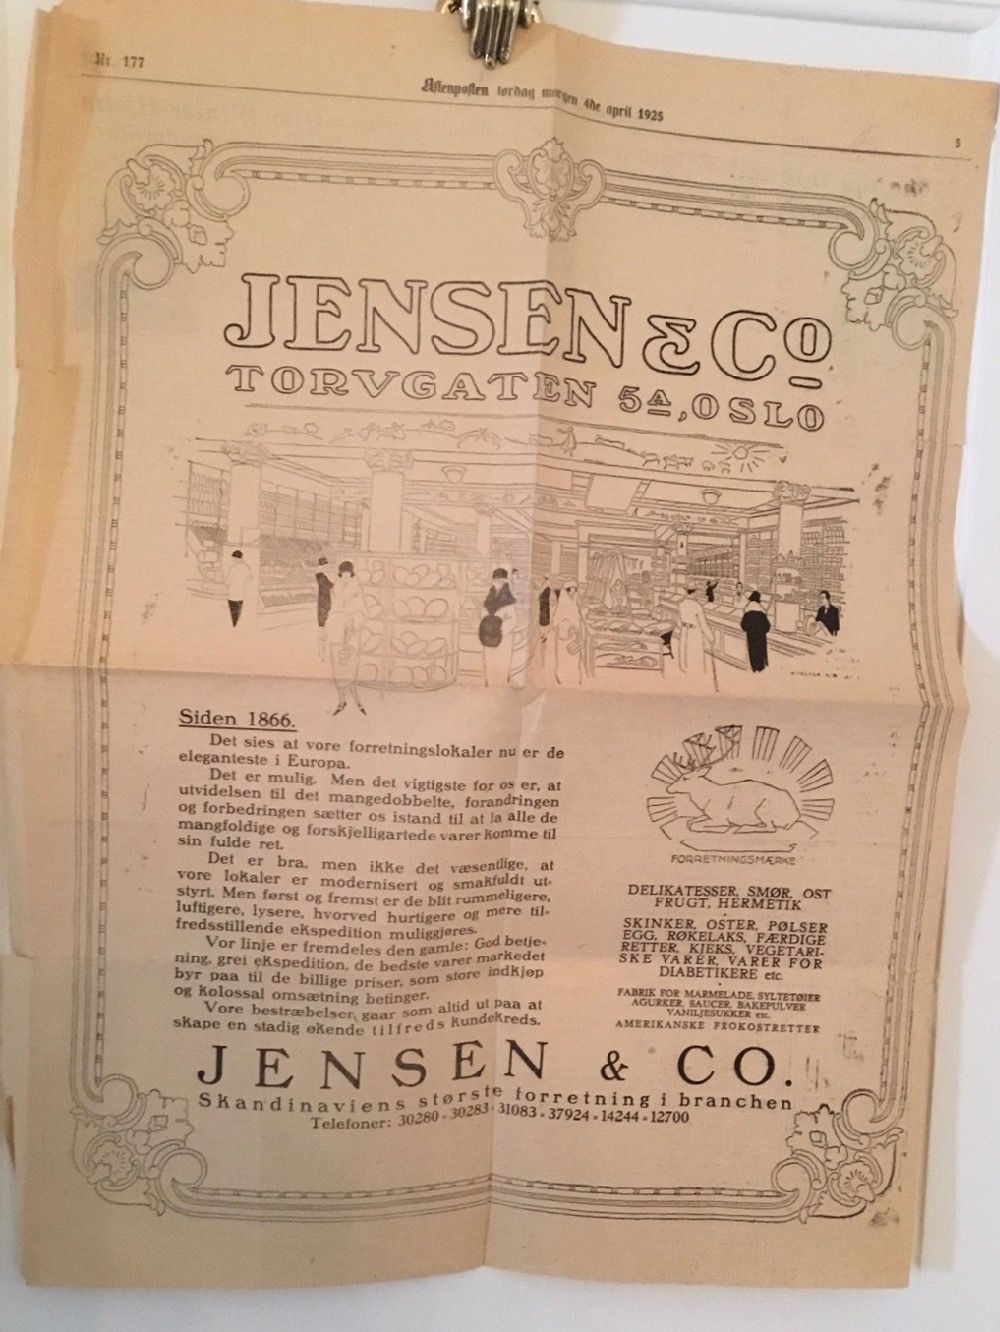 Nr. 177
Aftenposten lørdag morgen 4de april 1925
5
JENSEN & Co
TORVGATEN 5A, OSLO
Siden 1866.
Det sies at vore forretningslokaler nu er de
eleganteste i Europa.
Det er mulig. Men det vigtigste for os er, at
utvidelsen til det mangedobbelte, forandringen
og forbedringen sætter os istand til at la alle de
mangfoldige og forskjelligartede varer komme til
sin fulde ret.
Det er bra, men ikke det væsentlige, at
vore lokaler er modernisert og smakfuldt ut-
styrt. Men først og fremst er de blit rummeligere,
luftigere, lysere, hvorved hurtigere og mere til-
fredsstillende ekspedition muliggjøres.
Vor linje er fremdeles den gamle: God betje-
ning, grei ekspedition, de bedste varer markedet
byr paa til de billige priser, som store indkjøp
og kolossal omsætning betinger.
Vore bestræbelser gaar som altid ut paa at
skape en stadig økende tilfreds kundekreds.
FORRETNINGSMÆRKE
DELIKATESSER, SMØR, OST
FRUGT, HERMETIK
SKINKER, OSTER, PØLSER
EGG, RØKELAKS, FÆRDIGE
RETTER, KJEKS, VEGETARI-
SKE VARER, VARER FOR
DIABETIKERE etc.
FABRIK FOR MARMELADE, SYLTETØIER
AGURKER, SAUCER, BAKEPULVER
VANILJESUKKER etc.
AMERIKANSKE FROKOSTRETTER
JENSEN & CO.
Skandinaviens største forretning i branchen
Telefoner: 30280 - 30283 - 31083 - 37924 - 14244 - 12700